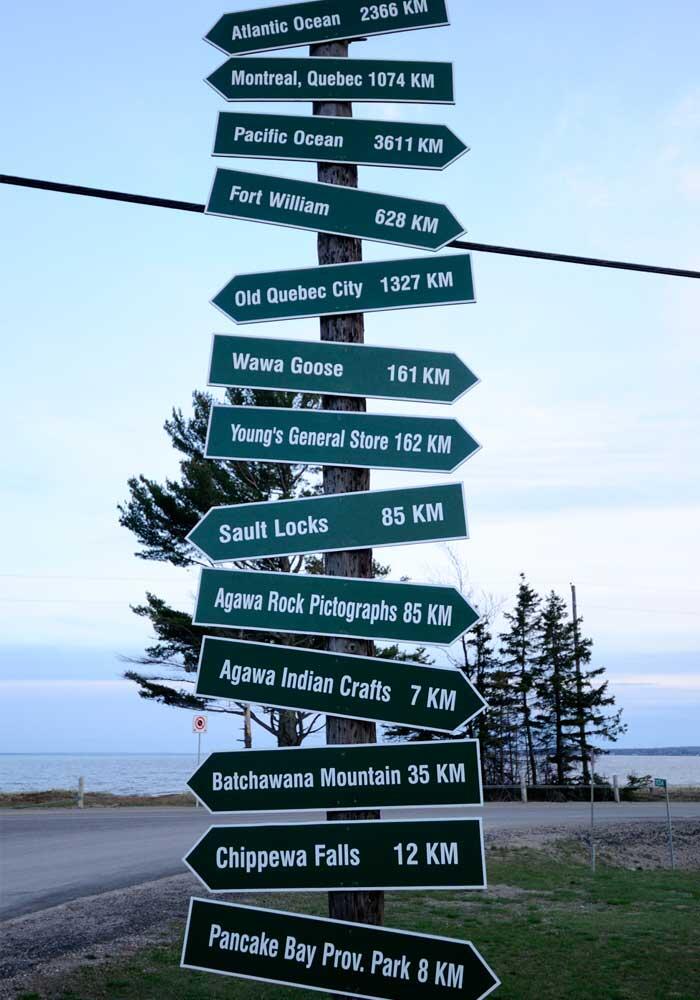 Atlantic Ocean 2366 KM
Montreal, Quebec 1074 KM
Pacific Ocean 3611 KM
Fort William 628 KM
Old Quebec City 1327 KM
Wawa Goose 161 KM
Young's General Store 162 KM
Sault Locks 85 KM
Agawa Rock Pictographs 85 KM
Agawa Indian Crafts 7 KM
Batchawana Mountain 35 KM
Chippewa Falls 12 KM
Pancake Bay Prov. Park 8 KM